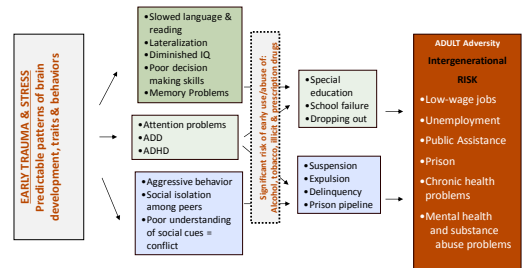 EARLY TRAUMA & STRESS
Predictable patterns of brain
development, traits & behaviors
•Slowed language &
reading
•Lateralization
•Diminished IQ
•Poor decision
making skills
•Memory Problems
•Attention problems
•ADD
•ADHD
•Aggressive behavior
•Social isolation
among peers
•Poor understanding
of social cues =
conflict
Significant risk of early use/abuse of:
Alcohol, tobacco, illicit & prescription drugs
•Special
education
•School failure
•Dropping out
•Suspension
•Expulsion
•Delinquency
•Prison pipeline
ADULT Adversity
Intergenerational
RISK
•Low-wage jobs
•Unemployment
•Public Assistance
•Prison
•Chronic health
problems
•Mental health
and substance
abuse problems